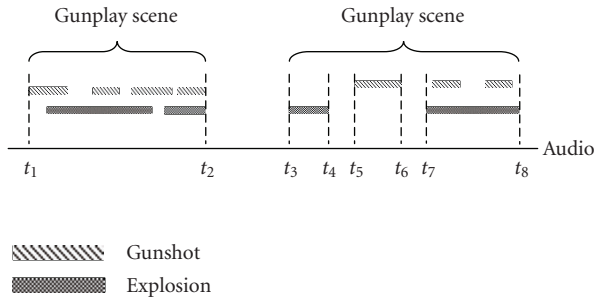 Gunplay scene Gunplay scene
t1 t2 t3 t4 t5 t6 t7 t8 Audio
Gunshot
Explosion